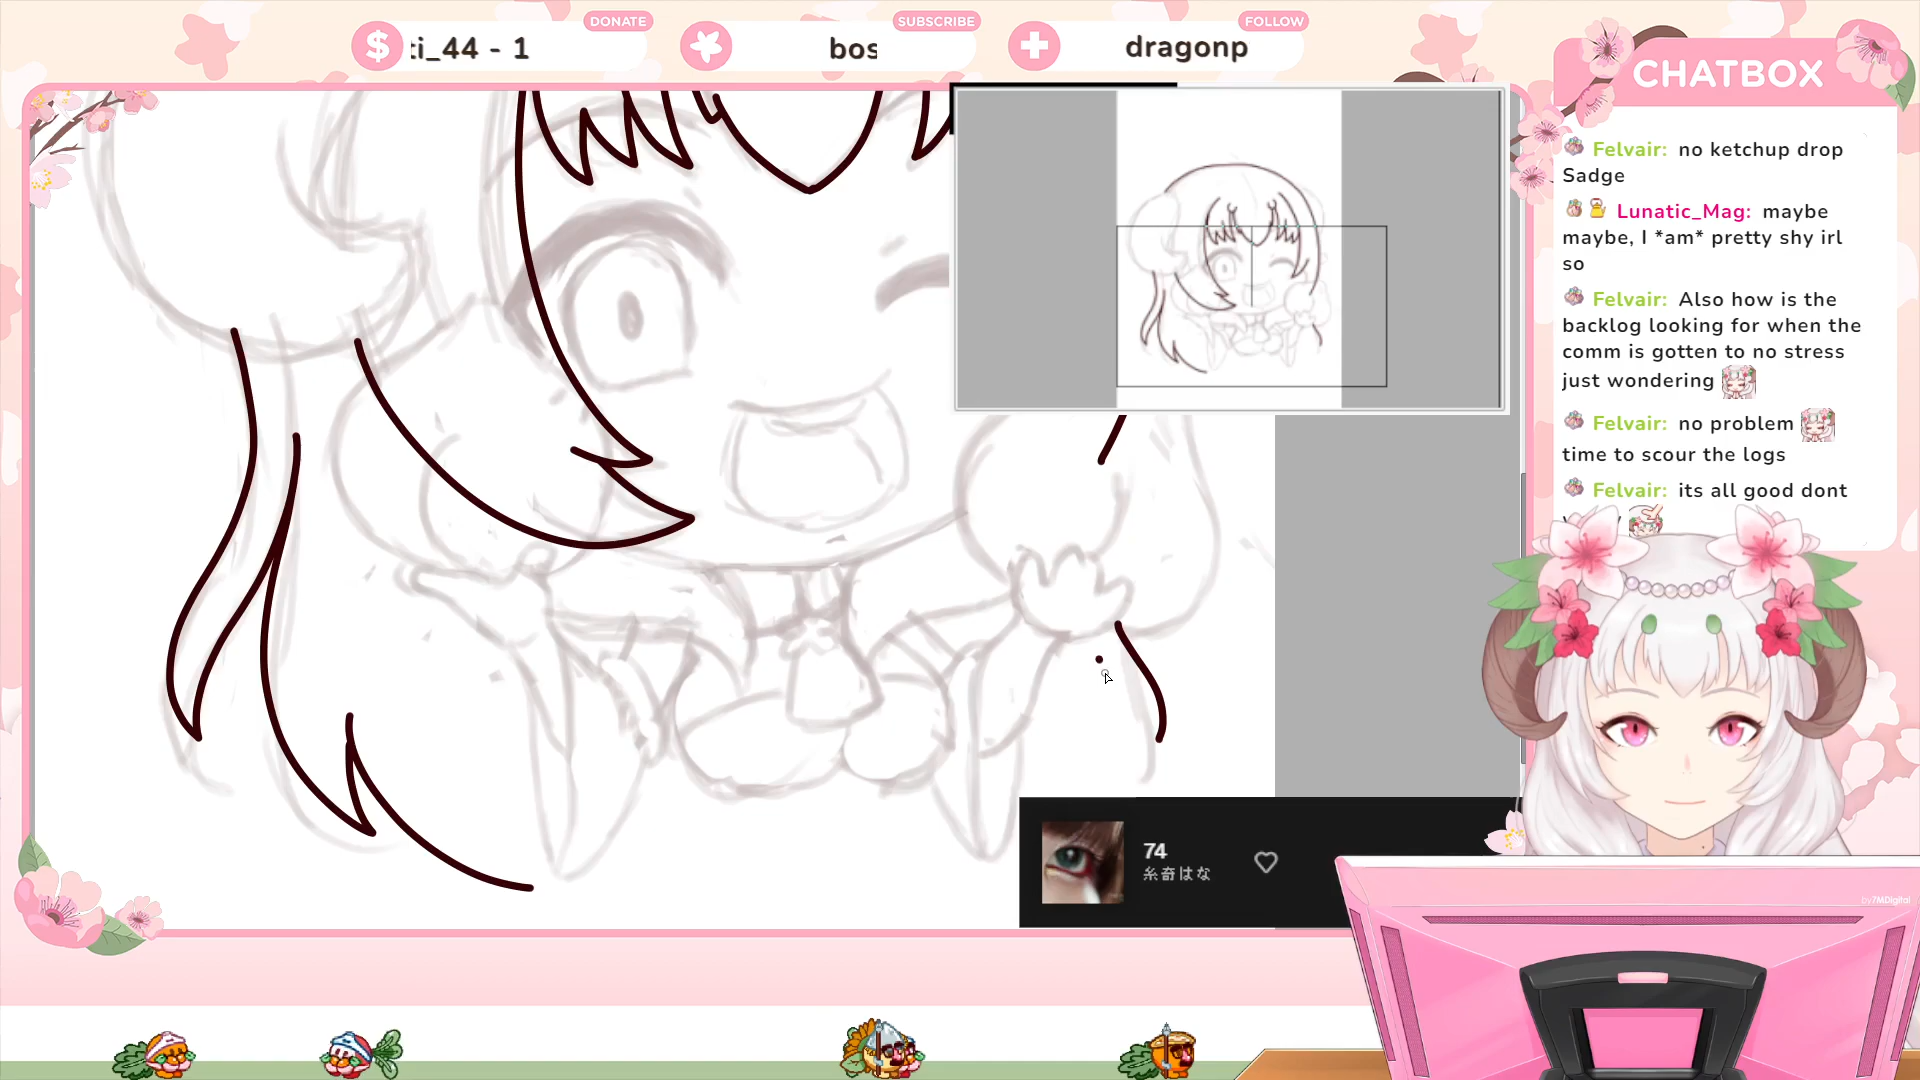 DONATE
SUBSCRIBE
FOLLOW
$
ti_44 - 1
bos
dragonp
CHATBOX
Felvair: no ketchup drop
Sadge
Lunatic_Mag: maybe
maybe, I *am* pretty shy irl
so
Felvair: Also how is the
backlog looking for when the
comm is gotten to no stress
just wondering
Felvair: no problem
time to scour the logs
Felvair: its all good dont
74
糸奇はな
by7MDigital